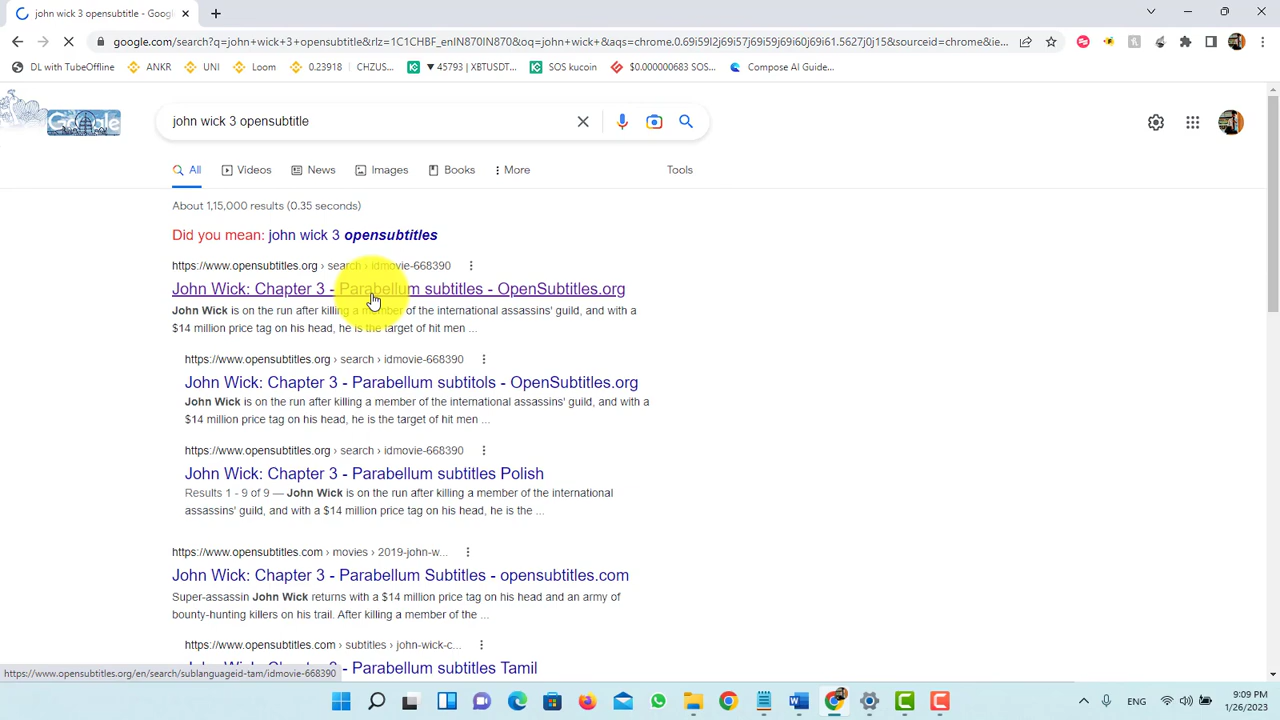 john wick 3 opensubtitle - Goog
google.com/search?q=john+wick+3+opensubtitle&rlz=1C1CHBF_enIN870IN870&oq=john+wick+&aqs=chrome.0.69i59l2j69i57j69i59j69i60j69i61.5627j0j15&sourceid=chrome&ie...
DL with TubeOffline
ANKR
UNI
Loom
0.23918 | CHZUS...
▼45793 | XBTUSDT...
SOS kucoin
$0.000000683 SOS...
Compose AI Guide...
Google
john wick 3 opensubtitle
All
Videos
News
Images
Books
More
Tools
About 1,15,000 results (0.35 seconds)
Did you mean: john wick 3 opensubtitles
https://www.opensubtitles.org › search › idmovie-668390
John Wick: Chapter 3 - Parabellum subtitles - OpenSubtitles.org
John Wick is on the run after killing a member of the international assassins' guild, and with a
$14 million price tag on his head, he is the target of hit men ...
https://www.opensubtitles.org › search › idmovie-668390
John Wick: Chapter 3 - Parabellum subtitols - OpenSubtitles.org
John Wick is on the run after killing a member of the international assassins' guild, and with a
$14 million price tag on his head, he is the target of hit men ...
https://www.opensubtitles.org › search › idmovie-668390
John Wick: Chapter 3 - Parabellum subtitles Polish
Results 1 - 9 of 9 — John Wick is on the run after killing a member of the international
assassins' guild, and with a $14 million price tag on his head, he is the ...
https://www.opensubtitles.com › movies › 2019-john-w...
John Wick: Chapter 3 - Parabellum Subtitles - opensubtitles.com
Super-assassin John Wick returns with a $14 million price tag on his head and an army of
bounty-hunting killers on his trail. After killing a member of the ...
https://www.opensubtitles.com › subtitles › john-wick-c...
John Wick: Chapter 3 - Parabellum subtitles Tamil
https://www.opensubtitles.org/en/search/sublanguageid-tam/idmovie-668390
ENG
9:09 PM
1/26/2023